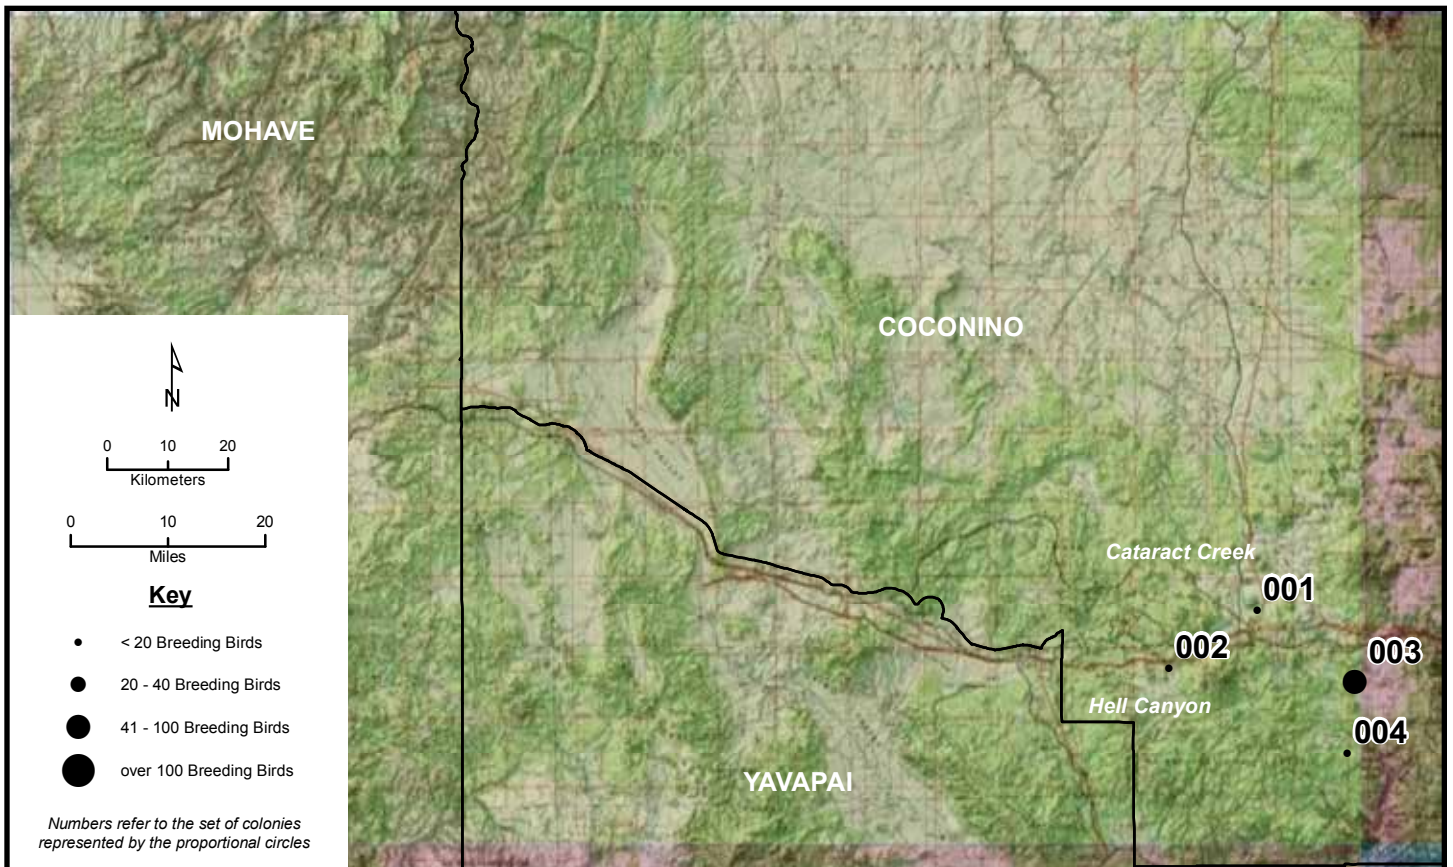 MOHAVE
COCONINO
N
0 10 20
Kilometers
0 10 20
Miles
Key
< 20 Breeding Birds
20 - 40 Breeding Birds
41 - 100 Breeding Birds
over 100 Breeding Birds
Numbers refer to the set of colonies
represented by the proportional circles
Cataract Creek
001
002
003
Hell Canyon
004
YAVAPAI